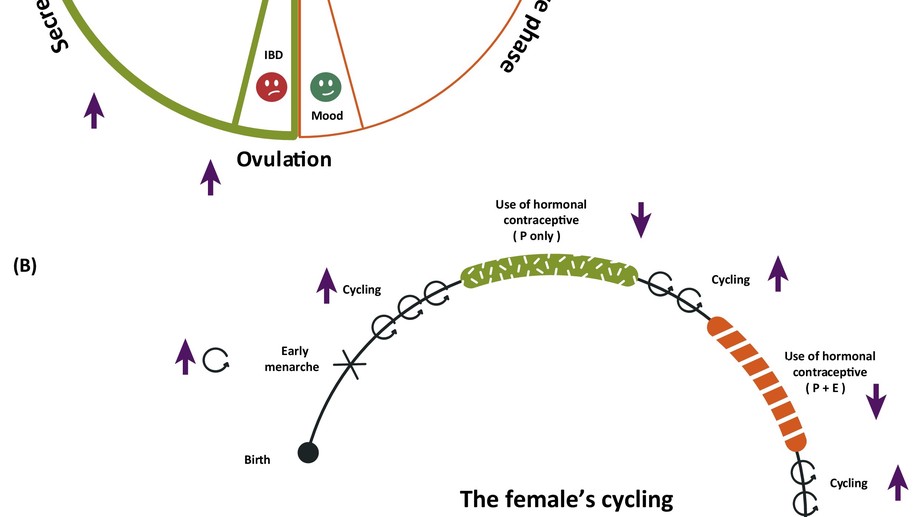 IBD
Mood
phase
Ovulation
(B)
Use of hormonal
contraceptive
( P only )
Cycling
Cycling
Early
menarche
Use of hormonal
contraceptive
( P + E )
Birth
Cycling
The female’s cycling